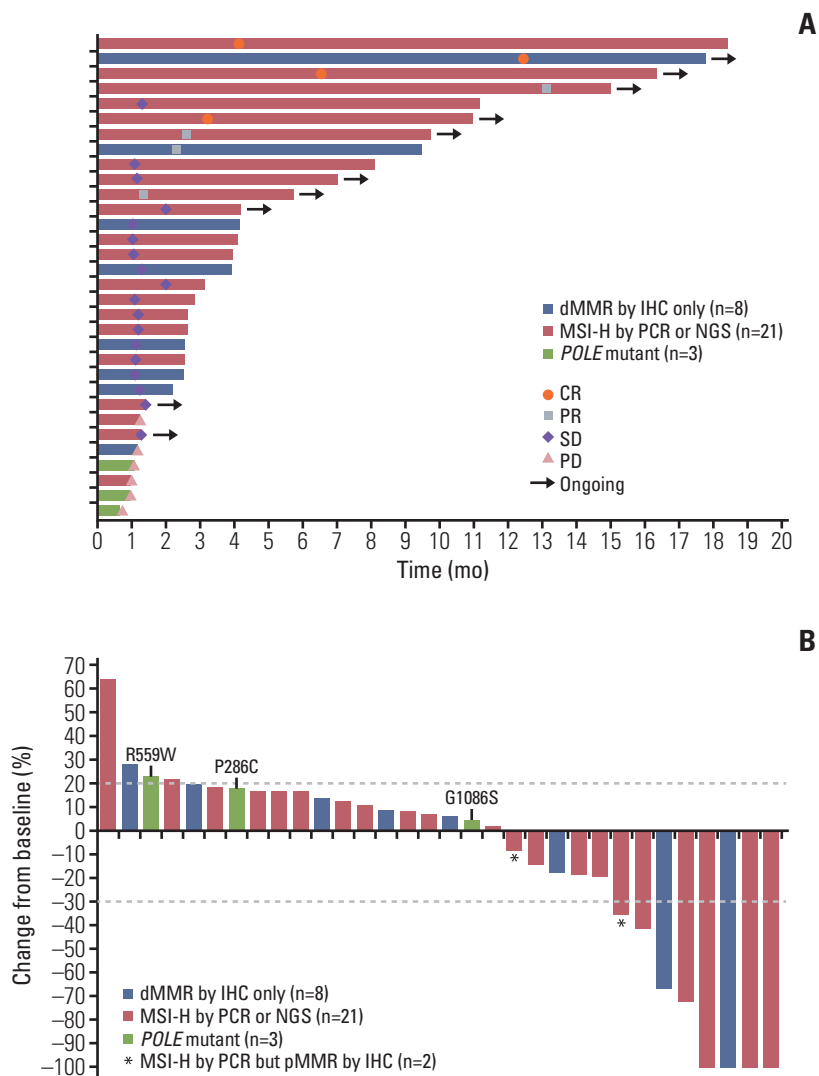 A
dMMR by IHC only (n=8)
MSI-H by PCR or NGS (n=21)
POLE mutant (n=3)
CR
PR
SD
PD
Ongoing
0 1 2 3 4 5 6 7 8 9 10 11 12 13 14 15 16 17 18 19 20
Time (mo)
B
Change from baseline (%)
70
60
50
40
30
20
10
0
–10
–20
–30
–40
–50
–60
–70
–80
–90
–100
R559W
P286C
G1086S
*
*
dMMR by IHC only (n=8)
MSI-H by PCR or NGS (n=21)
POLE mutant (n=3)
* MSI-H by PCR but pMMR by IHC (n=2)